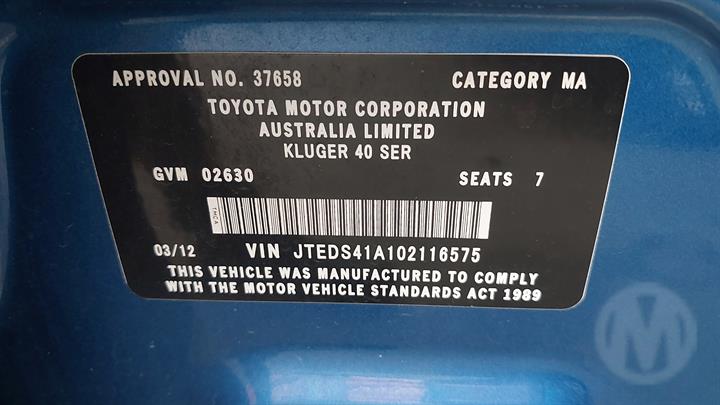 APPROVAL NO. 37658 CATEGORY MA
TOYOTA MOTOR CORPORATION
AUSTRALIA LIMITED
KLUGER 40 SER
GVM 02630 SEATS 7
TMCA
03/12 VIN JTEDS41A102116575
THIS VEHICLE WAS MANUFACTURED TO COMPLY
WITH THE MOTOR VEHICLE STANDARDS ACT 1989
M